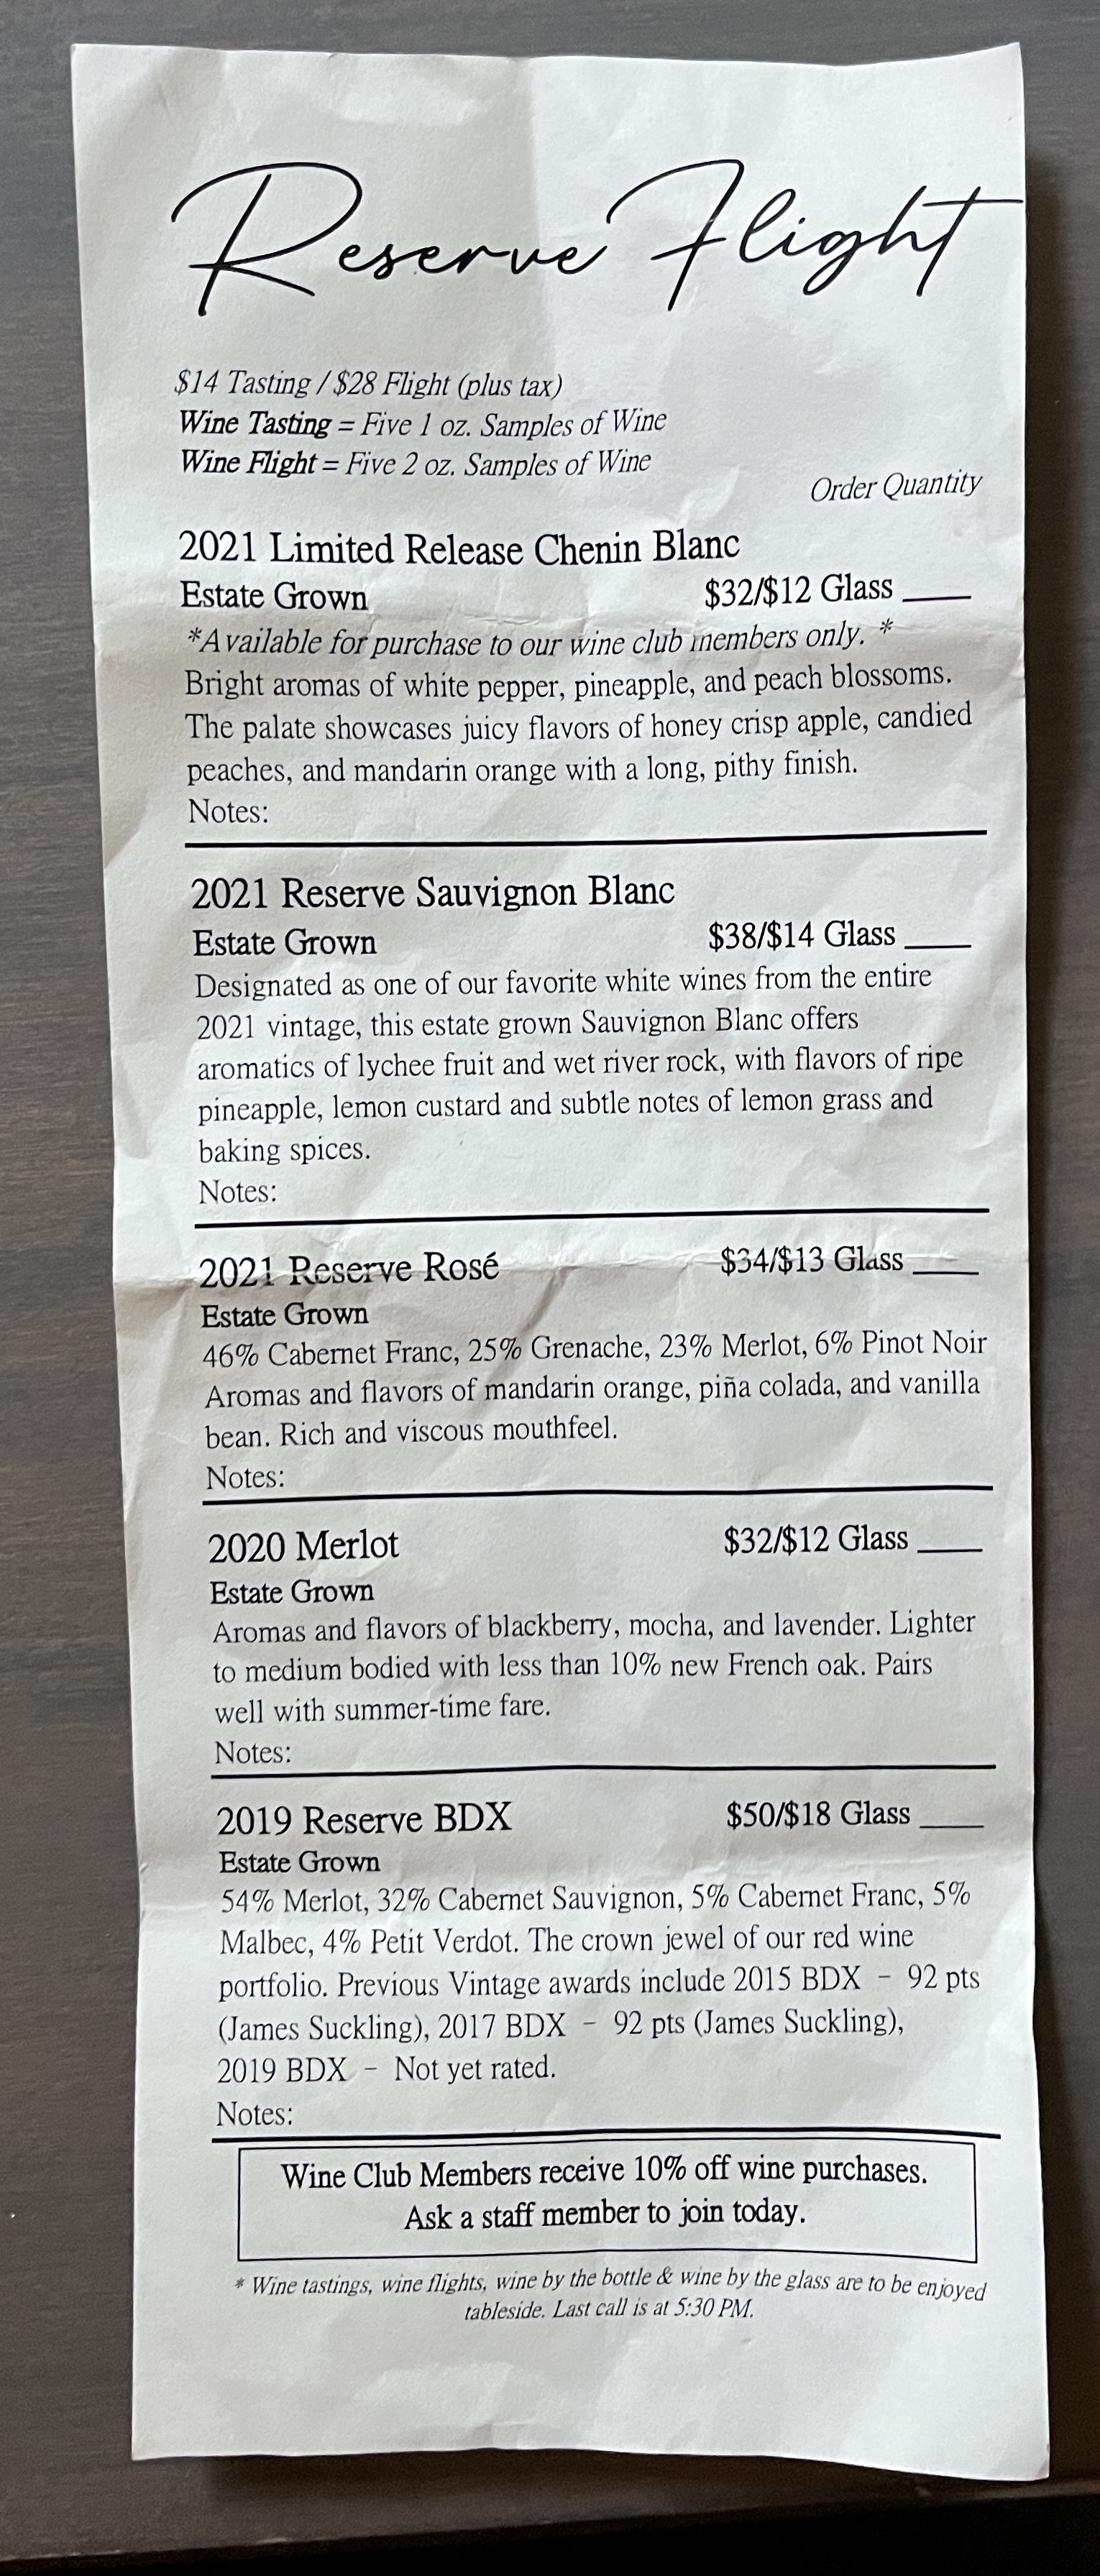 Reserve Flight
$14 Tasting / $28 Flight (plus tax)
Wine Tasting = Five 1 oz. Samples of Wine
Wine Flight = Five 2 oz. Samples of Wine
Order Quantity
2021 Limited Release Chenin Blanc
Estate Grown $32/$12 Glass ____
*Available for purchase to our wine club members only. *
Bright aromas of white pepper, pineapple, and peach blossoms.
The palate showcases juicy flavors of honey crisp apple, candied
peaches, and mandarin orange with a long, pithy finish.
Notes:
2021 Reserve Sauvignon Blanc
Estate Grown $38/$14 Glass ____
Designated as one of our favorite white wines from the entire
2021 vintage, this estate grown Sauvignon Blanc offers
aromatics of lychee fruit and wet river rock, with flavors of ripe
pineapple, lemon custard and subtle notes of lemon grass and
baking spices.
Notes:
2021 Reserve Rosé $34/$13 Glass ____
Estate Grown
46% Cabernet Franc, 25% Grenache, 23% Merlot, 6% Pinot Noir
Aromas and flavors of mandarin orange, piña colada, and vanilla
bean. Rich and viscous mouthfeel.
Notes:
2020 Merlot $32/$12 Glass ____
Estate Grown
Aromas and flavors of blackberry, mocha, and lavender. Lighter
to medium bodied with less than 10% new French oak. Pairs
well with summer-time fare.
Notes:
2019 Reserve BDX $50/$18 Glass ____
Estate Grown
54% Merlot, 32% Cabernet Sauvignon, 5% Cabernet Franc, 5%
Malbec, 4% Petit Verdot. The crown jewel of our red wine
portfolio. Previous Vintage awards include 2015 BDX – 92 pts
(James Suckling), 2017 BDX – 92 pts (James Suckling),
2019 BDX – Not yet rated.
Notes:
Wine Club Members receive 10% off wine purchases.
Ask a staff member to join today.
* Wine tastings, wine flights, wine by the bottle & wine by the glass are to be enjoyed
tableside. Last call is at 5:30 PM.